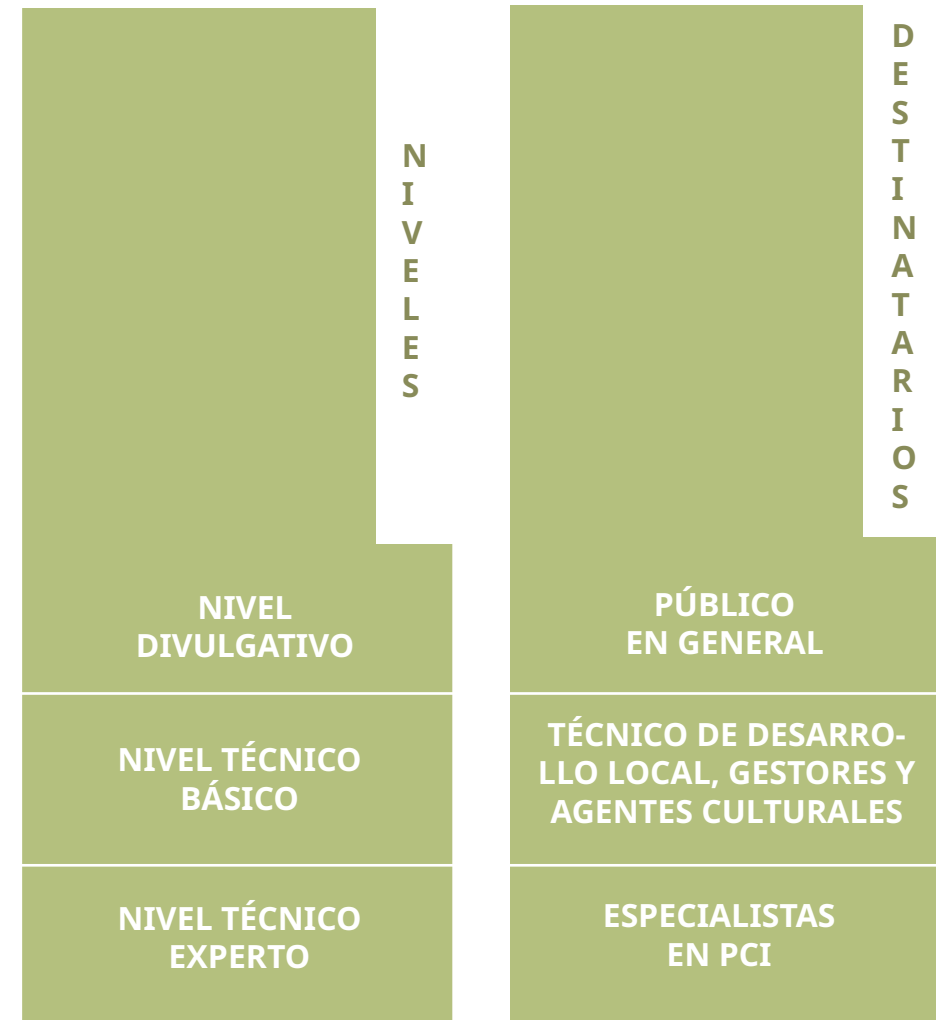 NIVELES
NIVEL
DIVULGATIVO
NIVEL TÉCNICO
BÁSICO
NIVEL TÉCNICO
EXPERTO
DESTINATARIOS
PÚBLICO
EN GENERAL
TÉCNICO DE DESARRO-
LLO LOCAL, GESTORES Y
AGENTES CULTURALES
ESPECIALISTAS
EN PCI